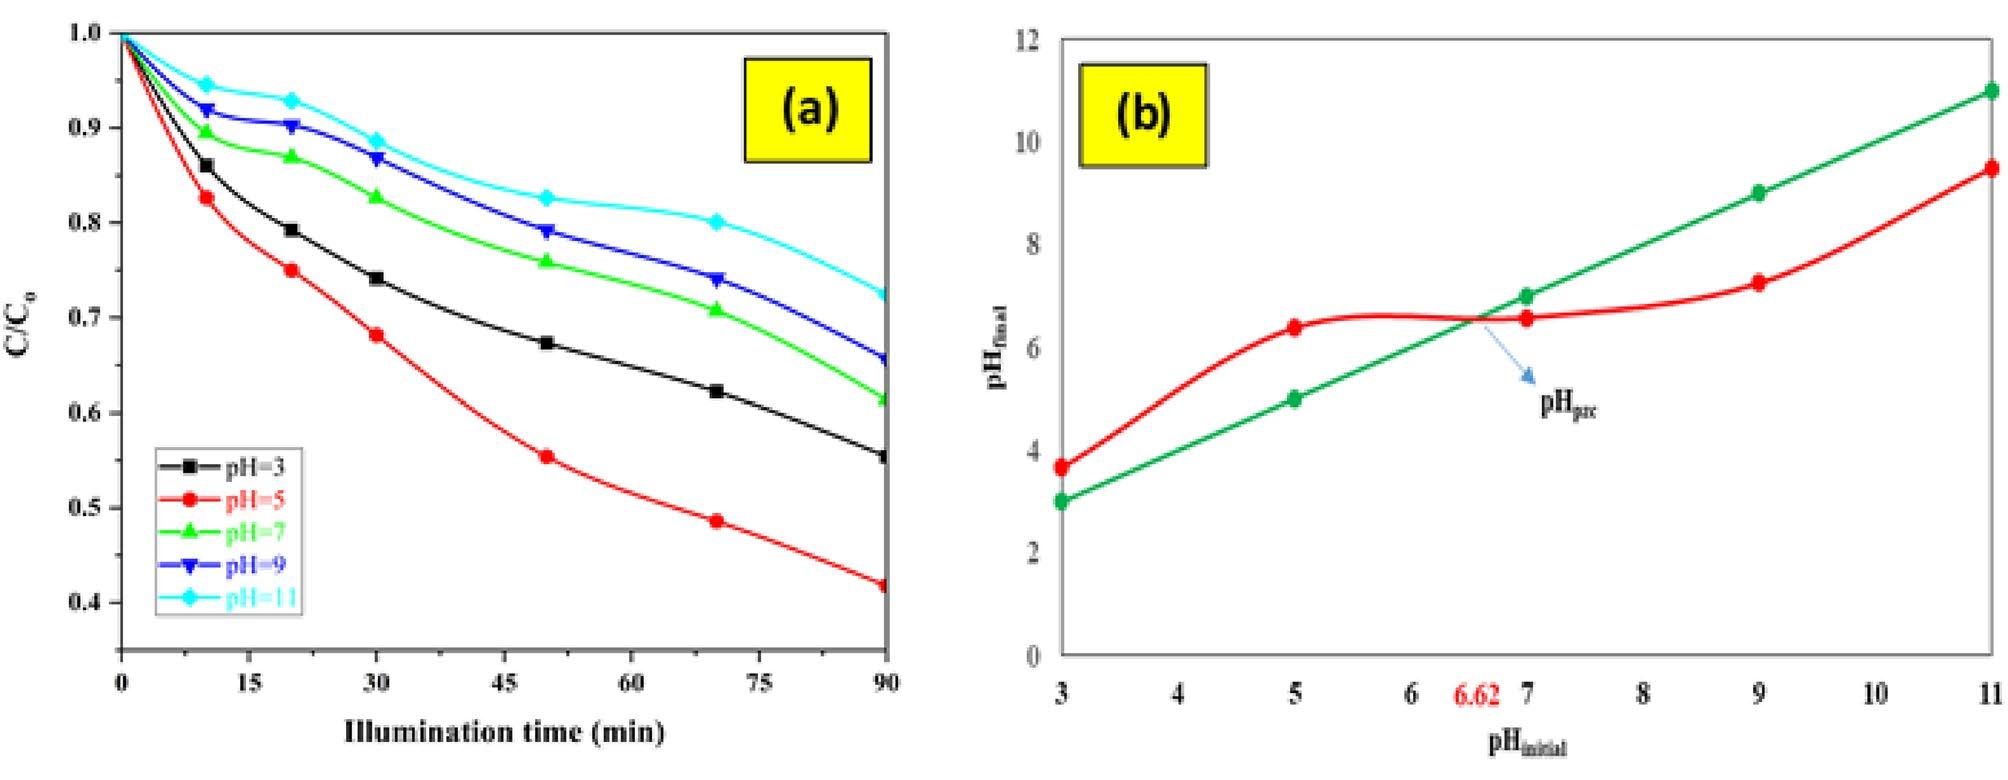 (a)
C/Co
1.0
0.9
0.8
0.7
0.6
0.5
0.4
pH=3
pH=5
pH=7
pH=9
pH=11
0 15 30 45 60 75 90
Illumination time (min)
(b)
pHfinal
12
10
8
6
4
2
0
pHpzc
3 4 5 6 6.62 7 8 9 10 11
pHinitial